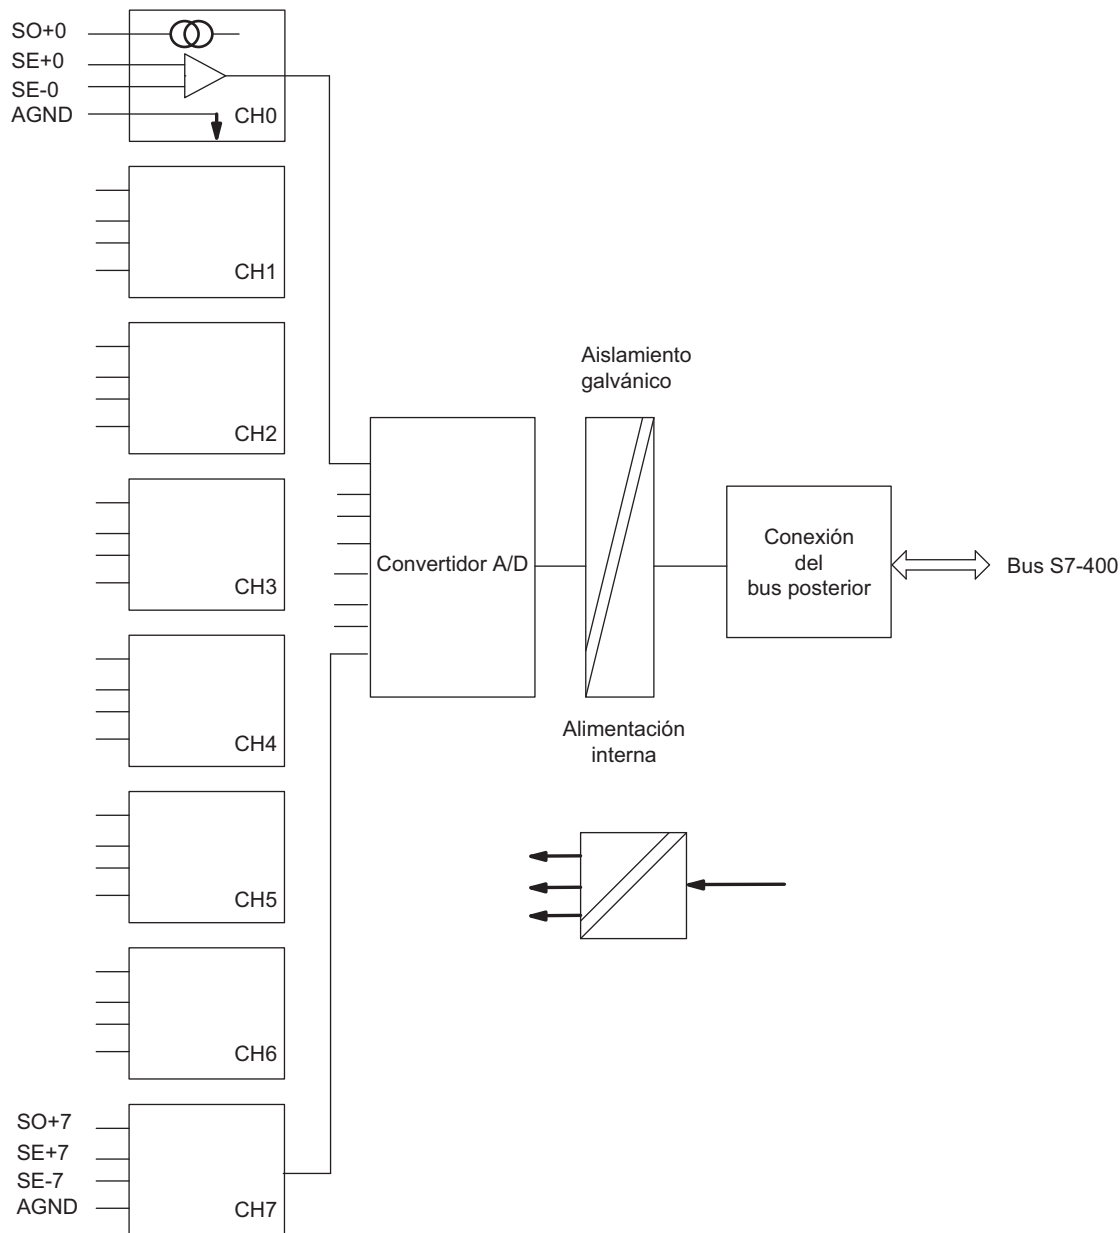 SO+0
SE+0
SE-0
AGND
CH0
CH1
CH2
CH3
CH4
CH5
CH6
SO+7
SE+7
SE-7
AGND
CH7
Convertidor A/D
Aislamiento
galvánico
Alimentación
interna
Conexión
del
bus posterior
Bus S7-400